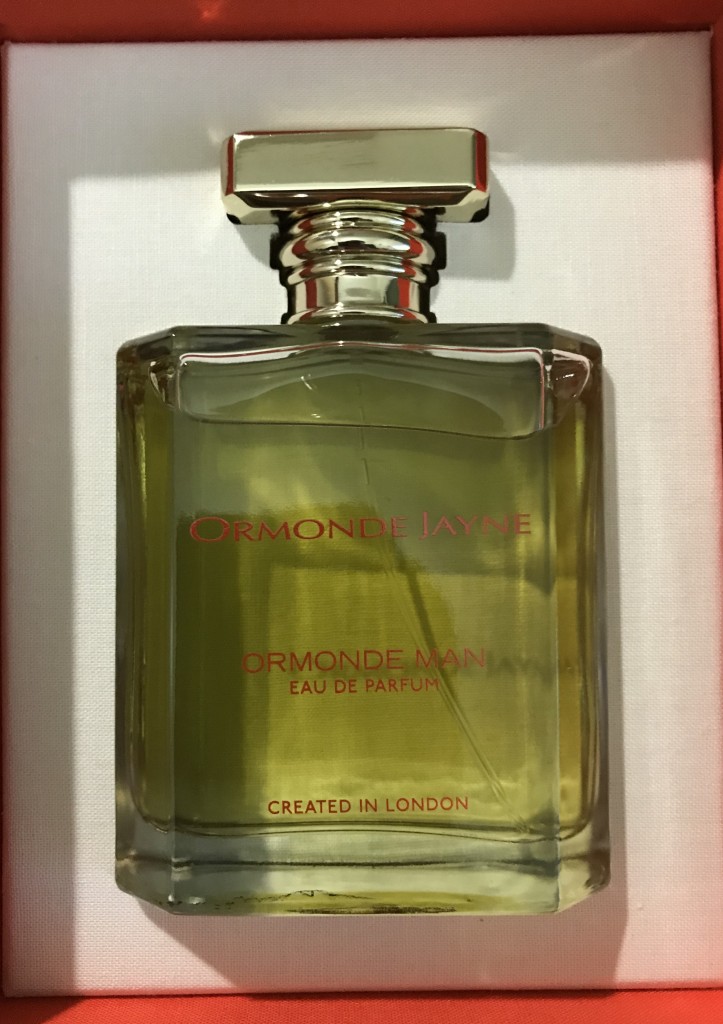 ORMONDE JAYNE
ORMONDE MAN
EAU DE PARFUM
CREATED IN LONDON